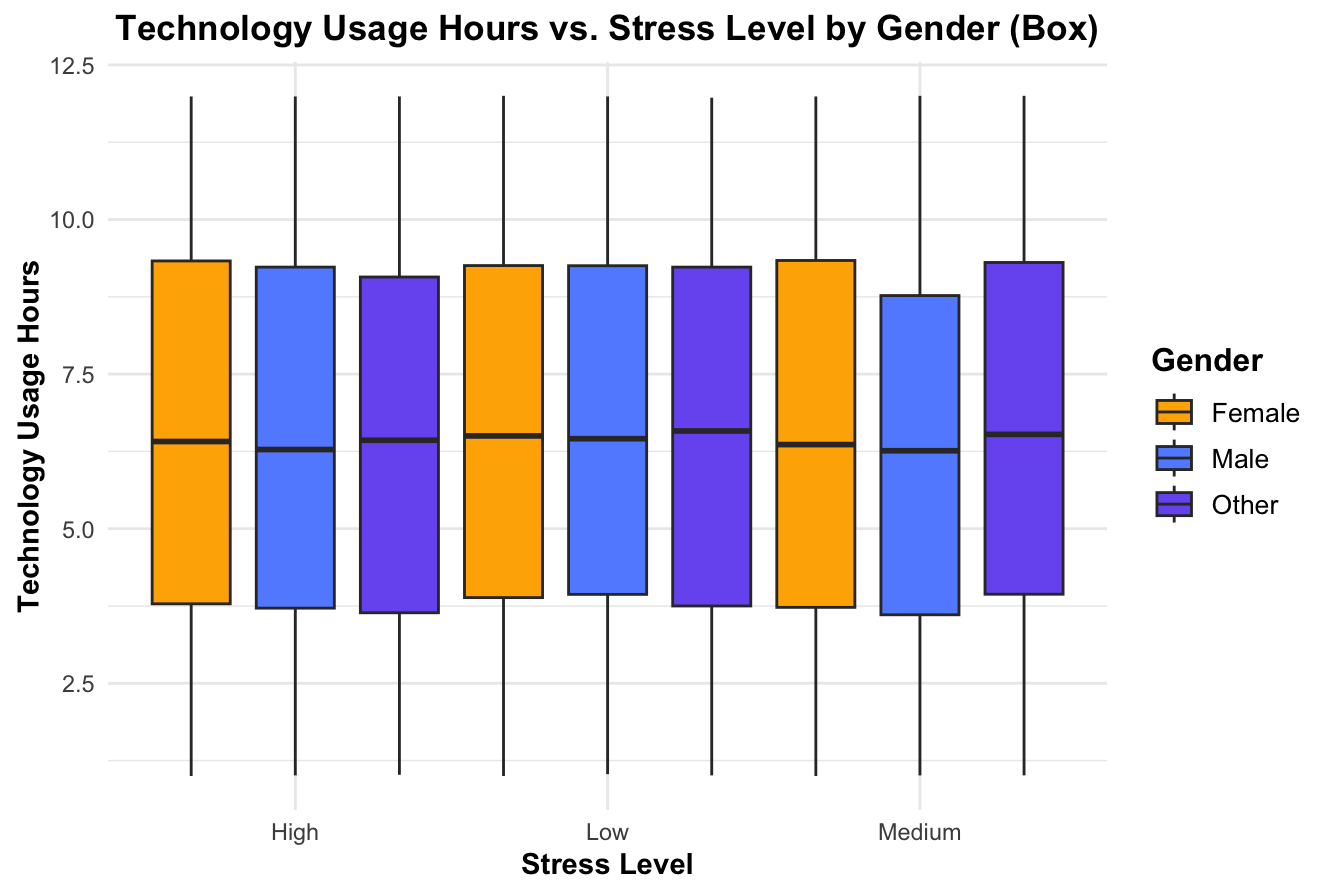 Technology Usage Hours vs. Stress Level by Gender (Box)
12.5
10.0
7.5
5.0
2.5
Technology Usage Hours
High
Low
Medium
Stress Level
Gender
Female
Male
Other